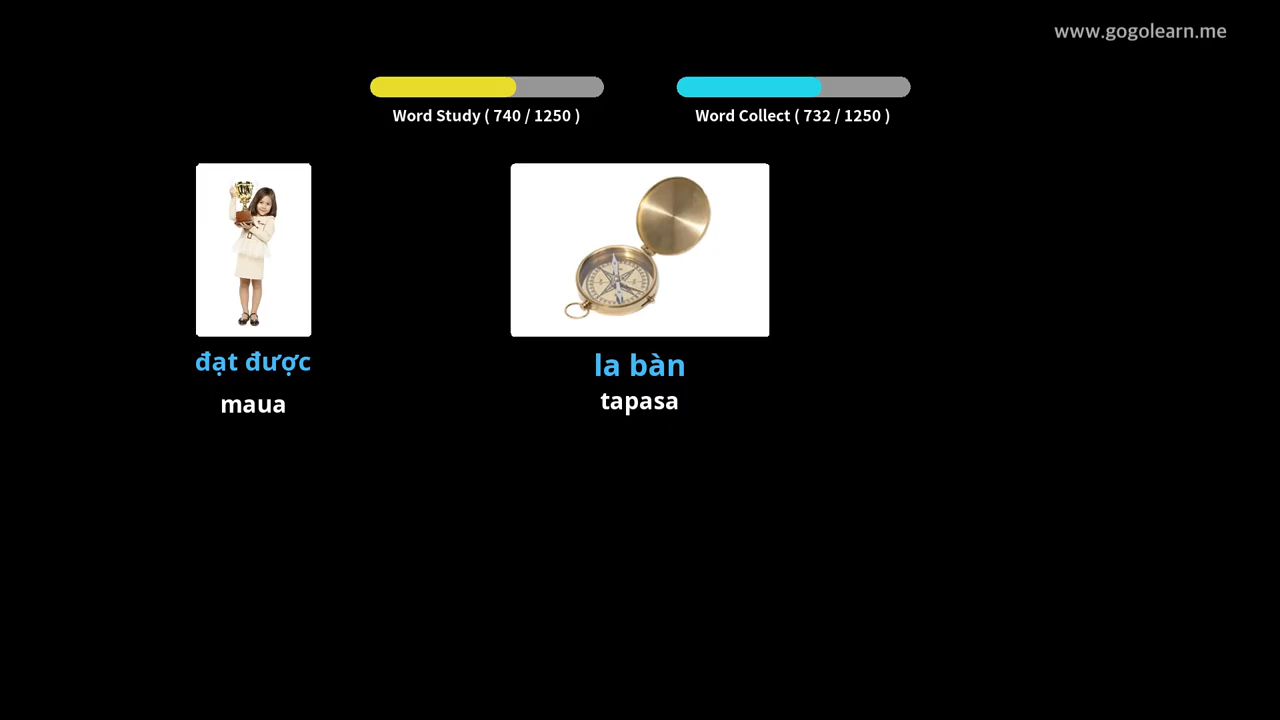 www.gogolearn.me
Word Study ( 740 / 1250 )
Word Collect ( 732 / 1250 )
đạt được
maua
la bàn
tapasa